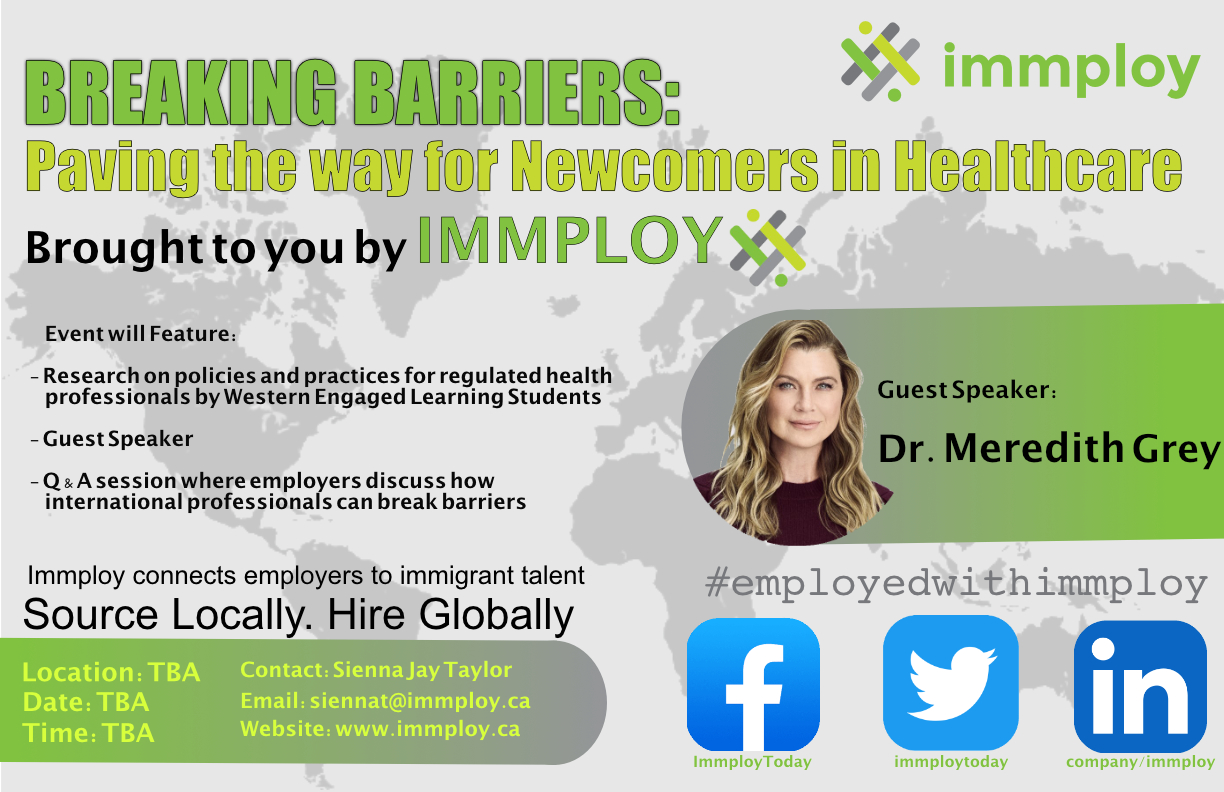 immploy
BREAKING BARRIERS:
Paving the way for Newcomers in Healthcare
Brought to you by IMMPLOY
Event will Feature:
- Research on policies and practices for regulated health
professionals by Western Engaged Learning Students
- Guest Speaker
- Q & A session where employers discuss how
international professionals can break barriers
Guest Speaker:
Dr. Meredith Grey
Immploy connects employers to immigrant talent
Source Locally. Hire Globally
Location: TBA
Date: TBA
Time: TBA
Contact: Sienna Jay Taylor
Email: siennat@immploy.ca
Website: www.immploy.ca
#employedwithimmploy
f
in
ImmployToday
immploytoday
company/immploy